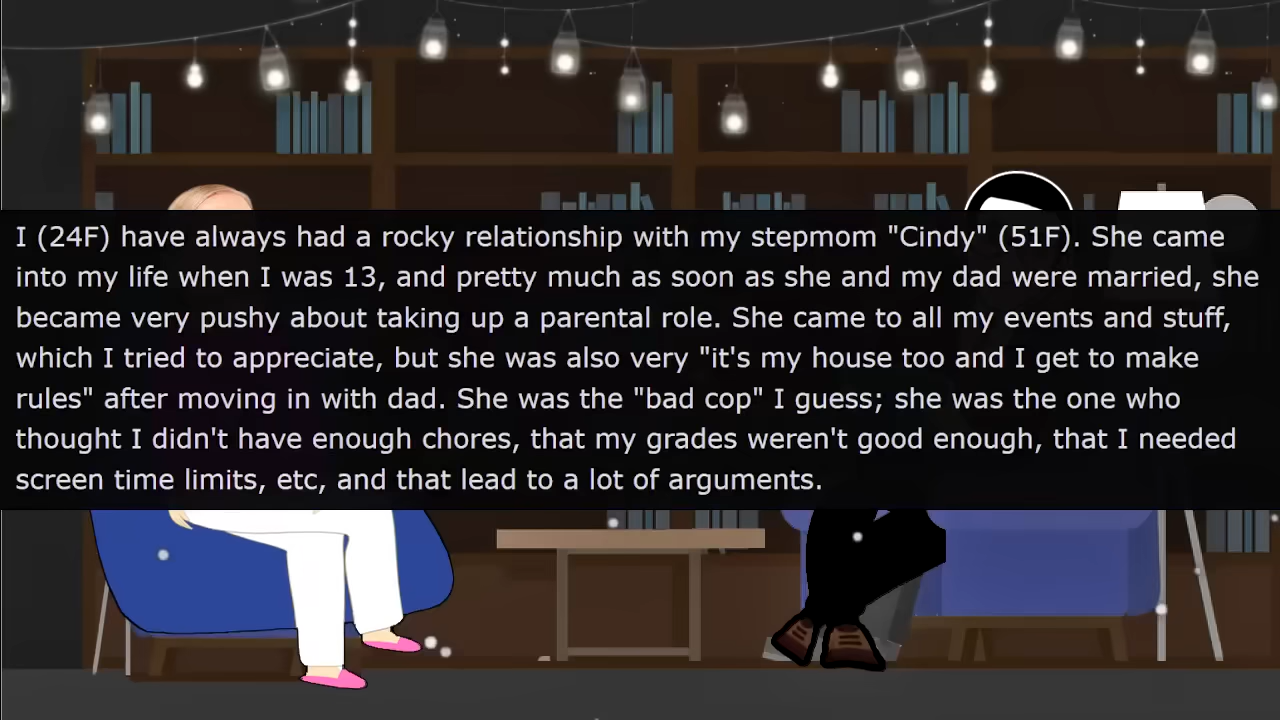 I (24F) have always had a rocky relationship with my stepmom "Cindy" (51F). She came
into my life when I was 13, and pretty much as soon as she and my dad were married, she
became very pushy about taking up a parental role. She came to all my events and stuff,
which I tried to appreciate, but she was also very "it's my house too and I get to make
rules" after moving in with dad. She was the "bad cop" I guess; she was the one who
thought I didn't have enough chores, that my grades weren't good enough, that I needed
screen time limits, etc, and that lead to a lot of arguments.